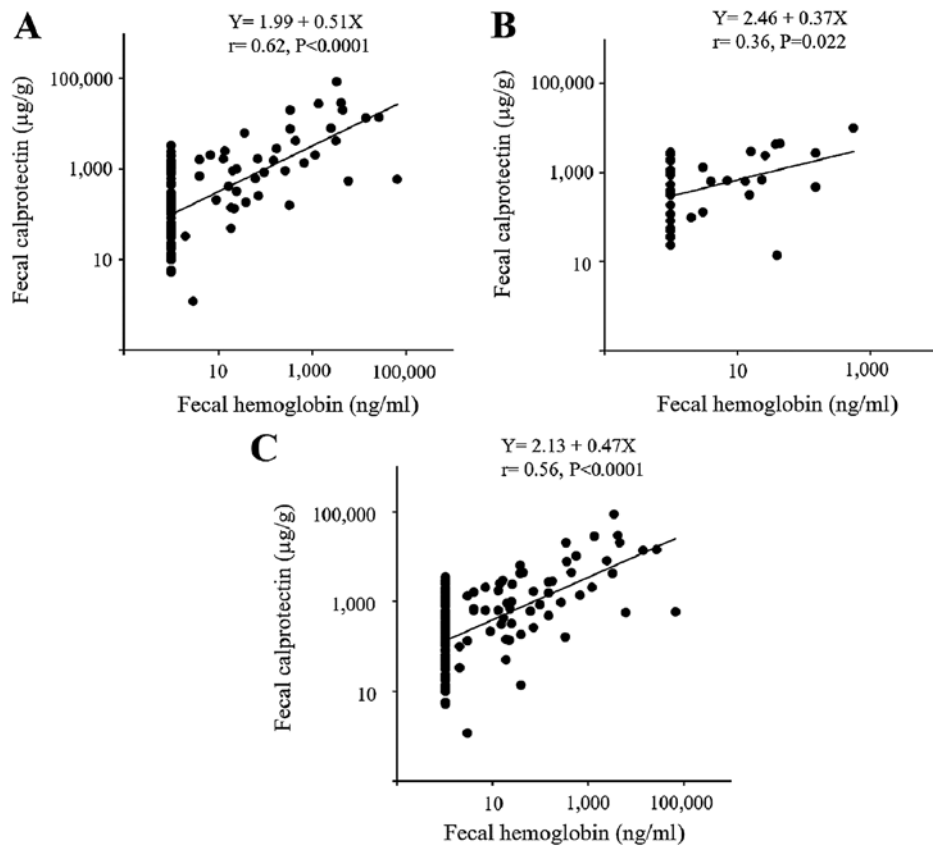 A
Y= 1.99 + 0.51X
r= 0.62, P<0.0001
Fecal calprotectin (µg/g)
100,000
1,000
10
10
1,000
100,000
Fecal hemoglobin (ng/ml)
B
Y= 2.46 + 0.37X
r= 0.36, P=0.022
Fecal calprotectin (µg/g)
100,000
1,000
10
10
1,000
Fecal hemoglobin (ng/ml)
C
Y= 2.13 + 0.47X
r= 0.56, P<0.0001
Fecal calprotectin (µg/g)
100,000
1,000
10
10
1,000
100,000
Fecal hemoglobin (ng/ml)